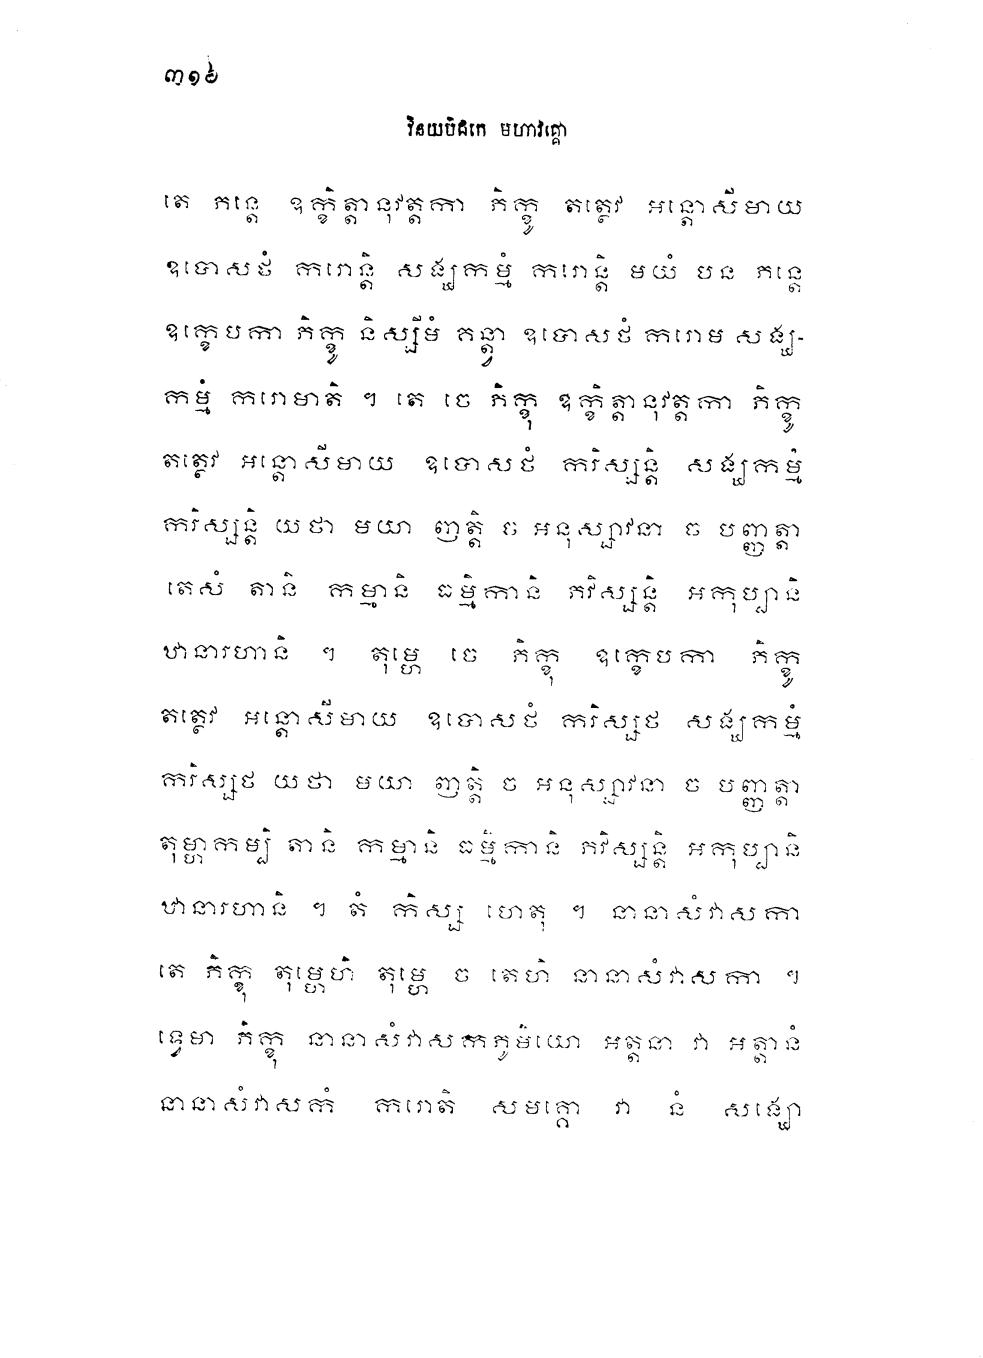 ៣១៦
វិនយបិដកេ មហាវគ្គោ
តេ ភន្តេ ឧក្ខិត្តានុវត្តកា ភិក្ខូ តត្ថេវ អន្តោសីមាយ
ឧបោសថំ ករោន្តិ សង្ឃកម្មំ ករោន្តិ មយំ បន ភន្តេ
ឧក្ខេបកា ភិក្ខូ និស្សីមំ គន្ត្វា ឧបោសថំ ករោម សង្ឃ-
កម្មំ ករោមាតិ ។ តេ ចេ ភិក្ខុ ឧក្ខិត្តានុវត្តកា ភិក្ខូ
តត្ថេវ អន្តោសីមាយ ឧបោសថំ ករិស្សន្តិ សង្ឃកម្មំ
ករិស្សន្តិ យថា មយា ញត្តិ ច អនុស្សាវនា ច បញ្ញត្តា
តេសំ តានិ កម្មានិ ធម្មិកានិ ភវិស្សន្តិ អកុប្បានិ
ឋានារហានិ ។ តុម្ហេ ចេ ភិក្ខុ ឧក្ខេបកា ភិក្ខូ
តត្ថេវ អន្តោសីមាយ ឧបោសថំ ករិស្សថ សង្ឃកម្មំ
ករិស្សថ យថា មយា ញត្តិ ច អនុស្សាវនា ច បញ្ញត្តា
តុម្ហាកម្បិ តានិ កម្មានិ ធម្មិកានិ ភវិស្សន្តិ អកុប្បានិ
ឋានារហានិ ។ តំ កិស្ស ហេតុ ។ នានាសំវាសកា
តេ ភិក្ខុ តុម្ហេហិ តុម្ហេ ច តេហិ នានាសំវាសកា ។
ទ្វេមា ភិក្ខុ នានាសំវាសកភូមិយោ អត្តនា វា អត្តានំ
នានាសំវាសកំ ករោតិ សមគ្គោ វា នំ សង្ឃោ